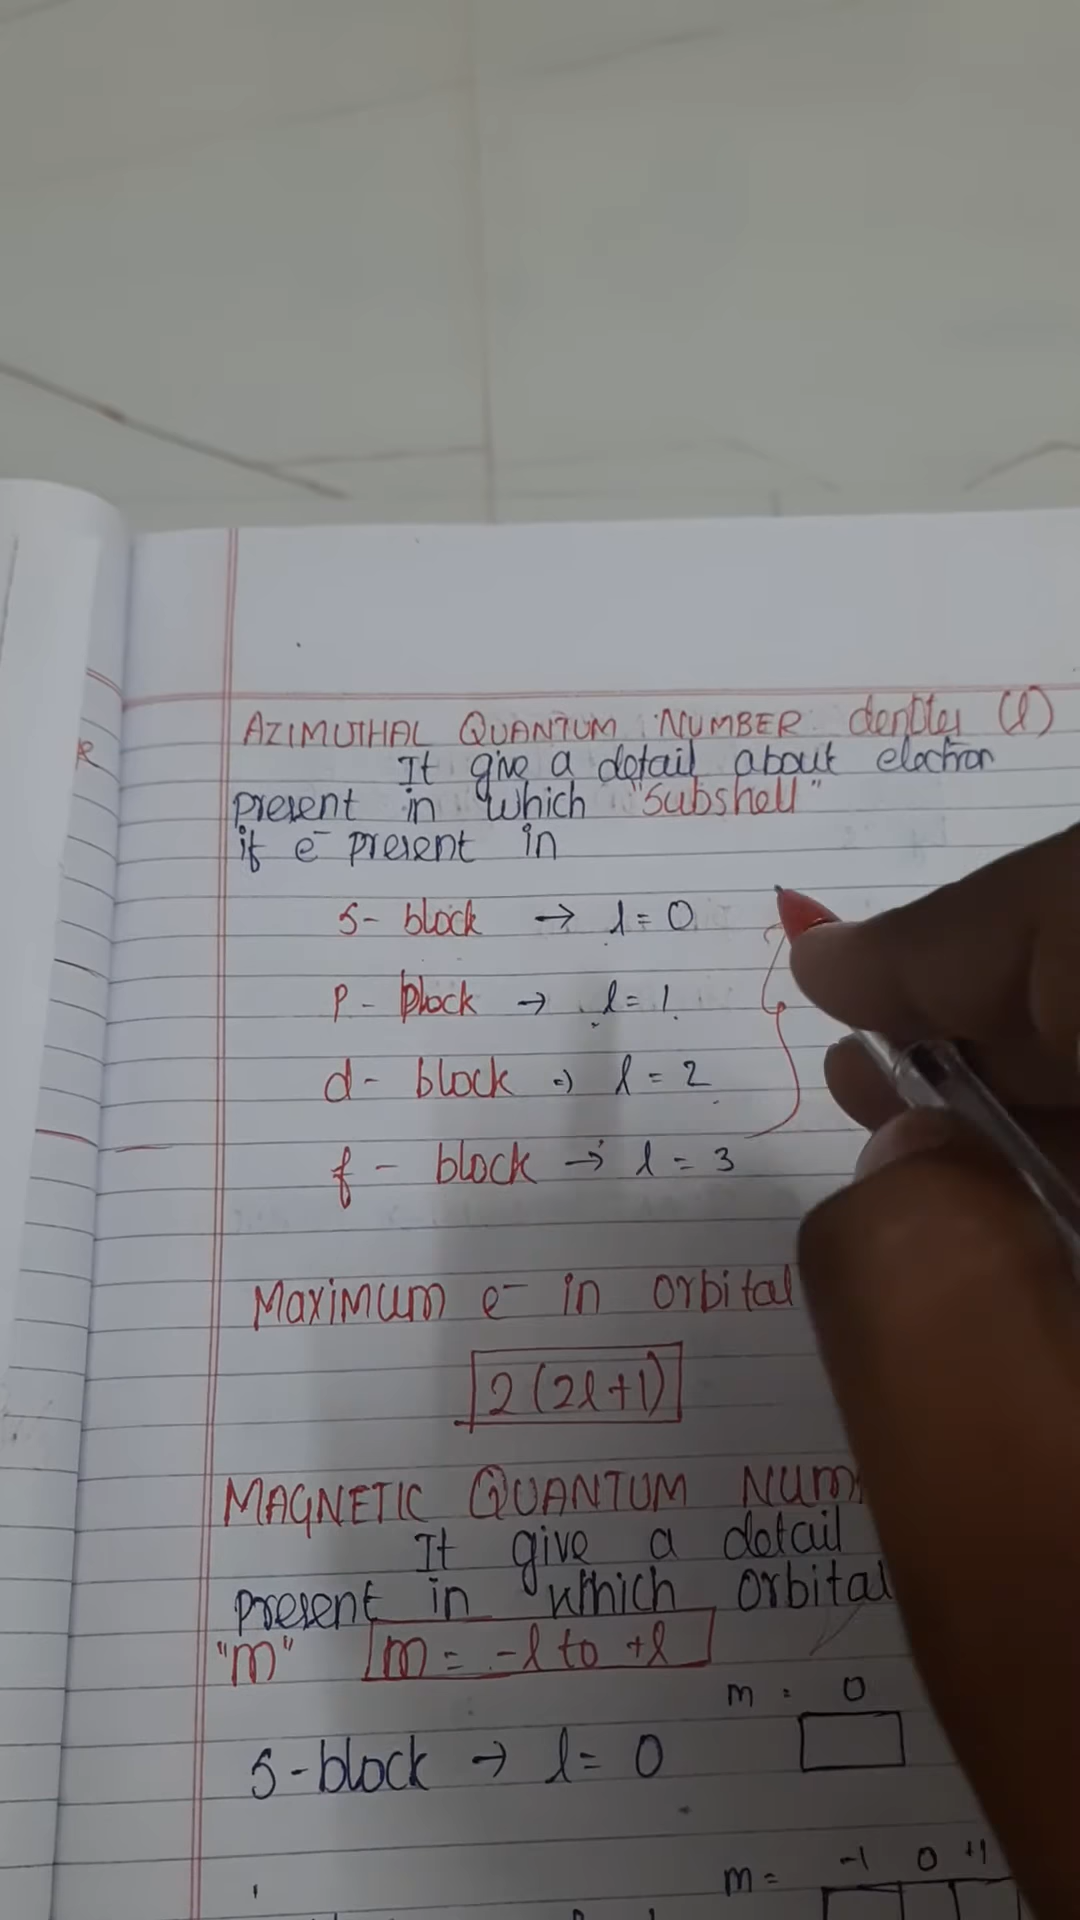 AZIMUTHAL QUANTUM NUMBER denotes (l)
It give a detail about electron
present in which "Subshell"
if e⁻ present in
s- block → l = 0
p- block → l = 1
d- block ⇒ l = 2
f - block → l = 3
Maximum e⁻ in orbital
2(2l+1)
MAGNETIC QUANTUM NUM
It give a detail
present in which orbital
"m" m = -l to +l
m = 0
s-block → l = 0
m = -1 0 +1